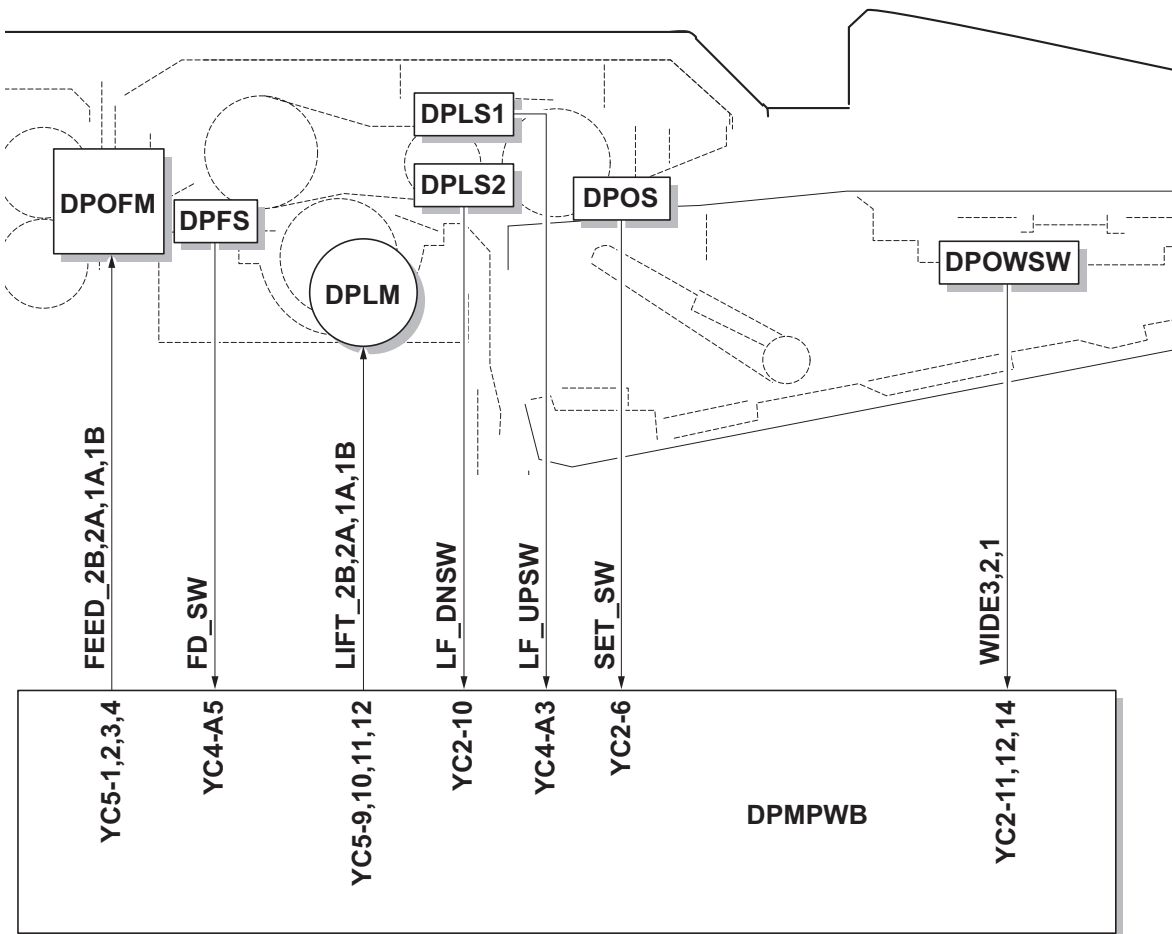 DPLS1
DPLS2
DPOFM
DPFS
DPOS
DPOWSW
DPLM
FEED_2B,2A,1A,1B
FD_SW
LIFT_2B,2A,1A,1B
LF_DNSW
LF_UPSW
SET_SW
WIDE3,2,1
YC5-1,2,3,4
YC4-A5
YC5-9,10,11,12
YC2-10
YC4-A3
YC2-6
YC2-11,12,14
DPMPWB